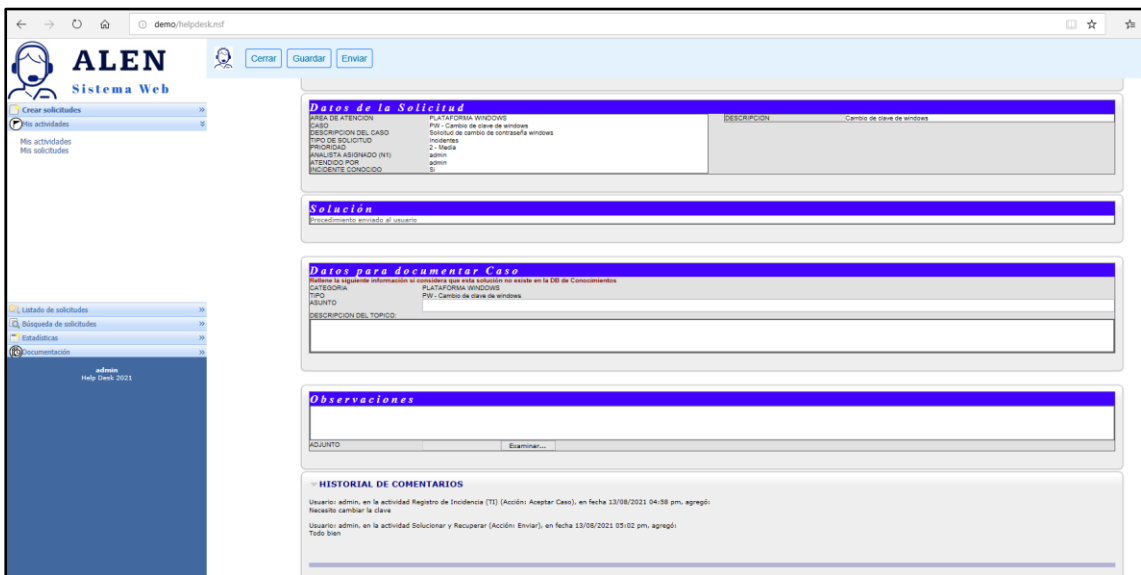 demo/helpdesk.nsf
ALEN
Sistema Web
Cerrar Guardar Enviar
Crear solicitudes
Mis actividades
Mis actividades
Mis solicitudes
Listado de solicitudes
Búsqueda de solicitudes
Estadísticas
Documentación
admin
Help Desk 2021
Datos de la Solicitud
AREA DE ATENCION PLATAFORMA WINDOWS
CASO PW - Cambio de clave de windows
DESCRIPCION DEL CASO Solicitud de cambio de contraseña windows
TIPO DE SOLICITUD Incidentes
PRIORIDAD 2 - Media
ANALISTA ASIGNADO (N1) admin
ATENDIDO POR admin
INCIDENTE CONOCIDO Si
DESCRIPCION Cambio de clave de windows
Solución
Procedimiento enviado al usuario
Datos para documentar Caso
Rellene la siguiente información si considera que esta solución no existe en la DB de Conocimientos
CATEGORIA PLATAFORMA WINDOWS
TIPO PW - Cambio de clave de windows
ASUNTO
DESCRIPCION DEL TOPICO:
Observaciones
ADJUNTO Examinar...
HISTORIAL DE COMENTARIOS
Usuario: admin, en la actividad Registro de Incidencia (TI) (Acción: Aceptar Caso), en fecha 13/08/2021 04:58 pm, agregó:
Necesito cambiar la clave
Usuario: admin, en la actividad Solucionar y Recuperar (Acción: Enviar), en fecha 13/08/2021 05:02 pm, agregó:
Todo bien